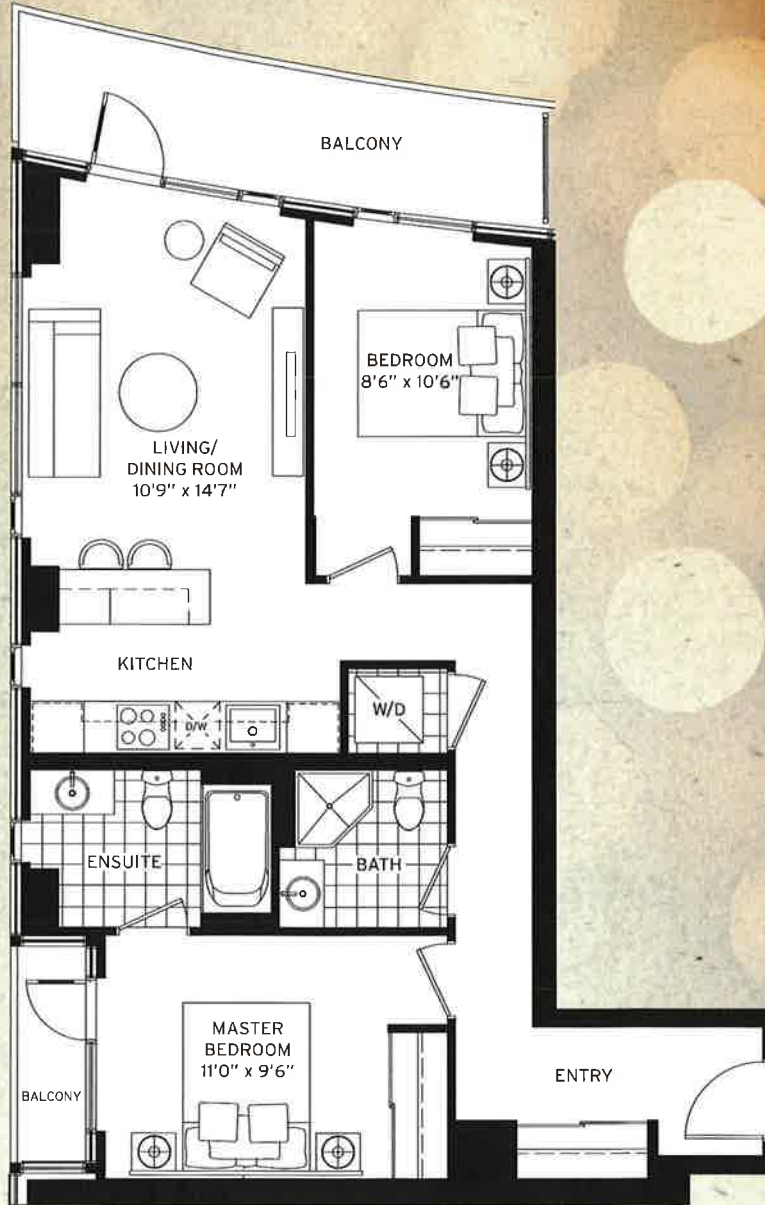 BALCONY
BEDROOM
8'6" x 10'6"
LIVING/
DINING ROOM
10'9" x 14'7"
KITCHEN
W/D
D/W
ENSUITE
BATH
MASTER
BEDROOM
11'0" x 9'6"
BALCONY
ENTRY